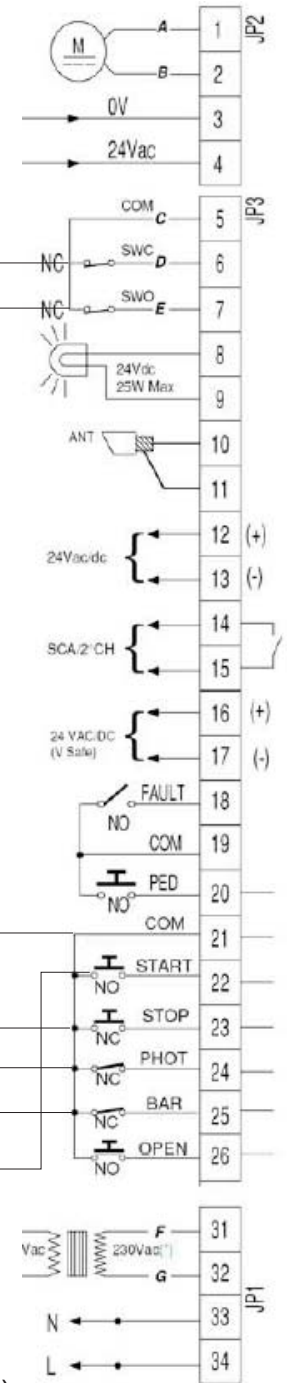 M A 1 JP2
B 2
0V 3
24Vac 4
COM C 5 JP3
NC SWC D 6
NC SWO E 7
8
24Vdc
25W Max 9
ANT 10
11
12 (+)
24Vac/dc
13 (-)
14
SCA/2°CH
15
16 (+)
24 VAC/DC
(V Safe) 17 (-)
FAULT 18
NO
COM 19
PED 20
NO
COM 21
START 22
NO
STOP 23
NC
PHOT 24
NC
BAR 25
NC
OPEN 26
NO
F 31
Vac 230Vac(*)
G 32 JP1
N 33
L 34
)